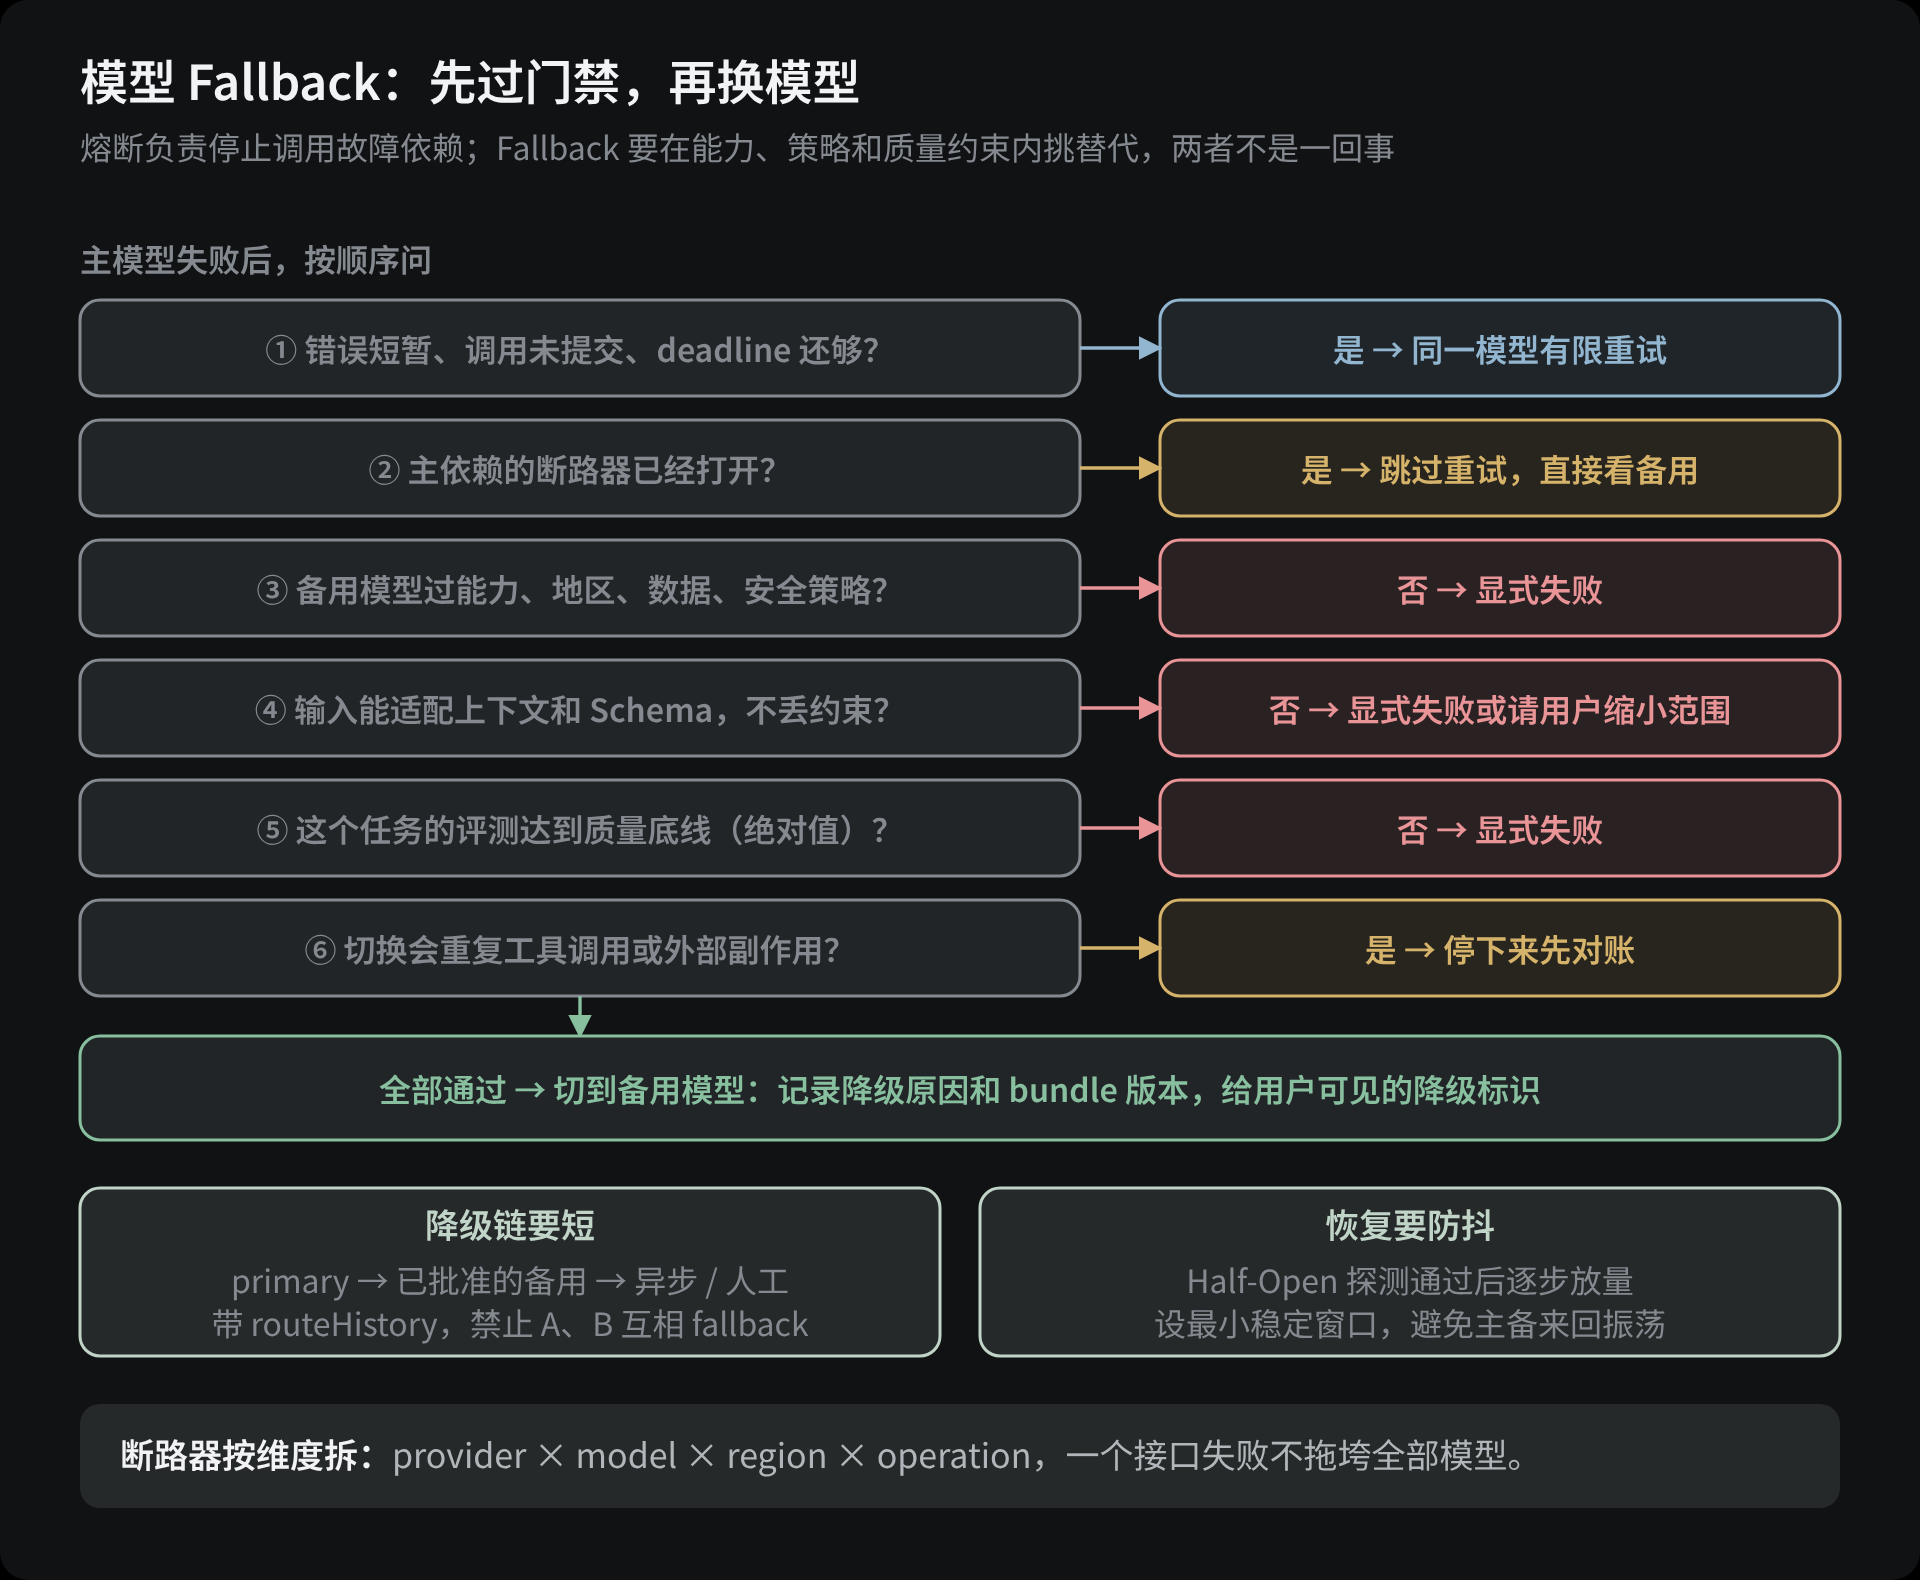 模型 Fallback：先过门禁，再换模型
熔断负责停止调用故障依赖；Fallback 要在能力、策略和质量约束内挑替代，两者不是一回事
主模型失败后，按顺序问
① 错误短暂、调用未提交、deadline 还够？
是 → 同一模型有限重试
② 主依赖的断路器已经打开？
是 → 跳过重试，直接看备用
③ 备用模型过能力、地区、数据、安全策略？
否 → 显式失败
④ 输入能适配上下文和 Schema，不丢约束？
否 → 显式失败或请用户缩小范围
⑤ 这个任务的评测达到质量底线（绝对值）？
否 → 显式失败
⑥ 切换会重复工具调用或外部副作用？
是 → 停下来先对账
全部通过 → 切到备用模型：记录降级原因和 bundle 版本，给用户可见的降级标识
降级链要短
primary → 已批准的备用 → 异步 / 人工
带 routeHistory，禁止 A、B 互相 fallback
恢复要防抖
Half-Open 探测通过后逐步放量
设最小稳定窗口，避免主备来回振荡
断路器按维度拆：provider × model × region × operation，一个接口失败不拖垮全部模型。